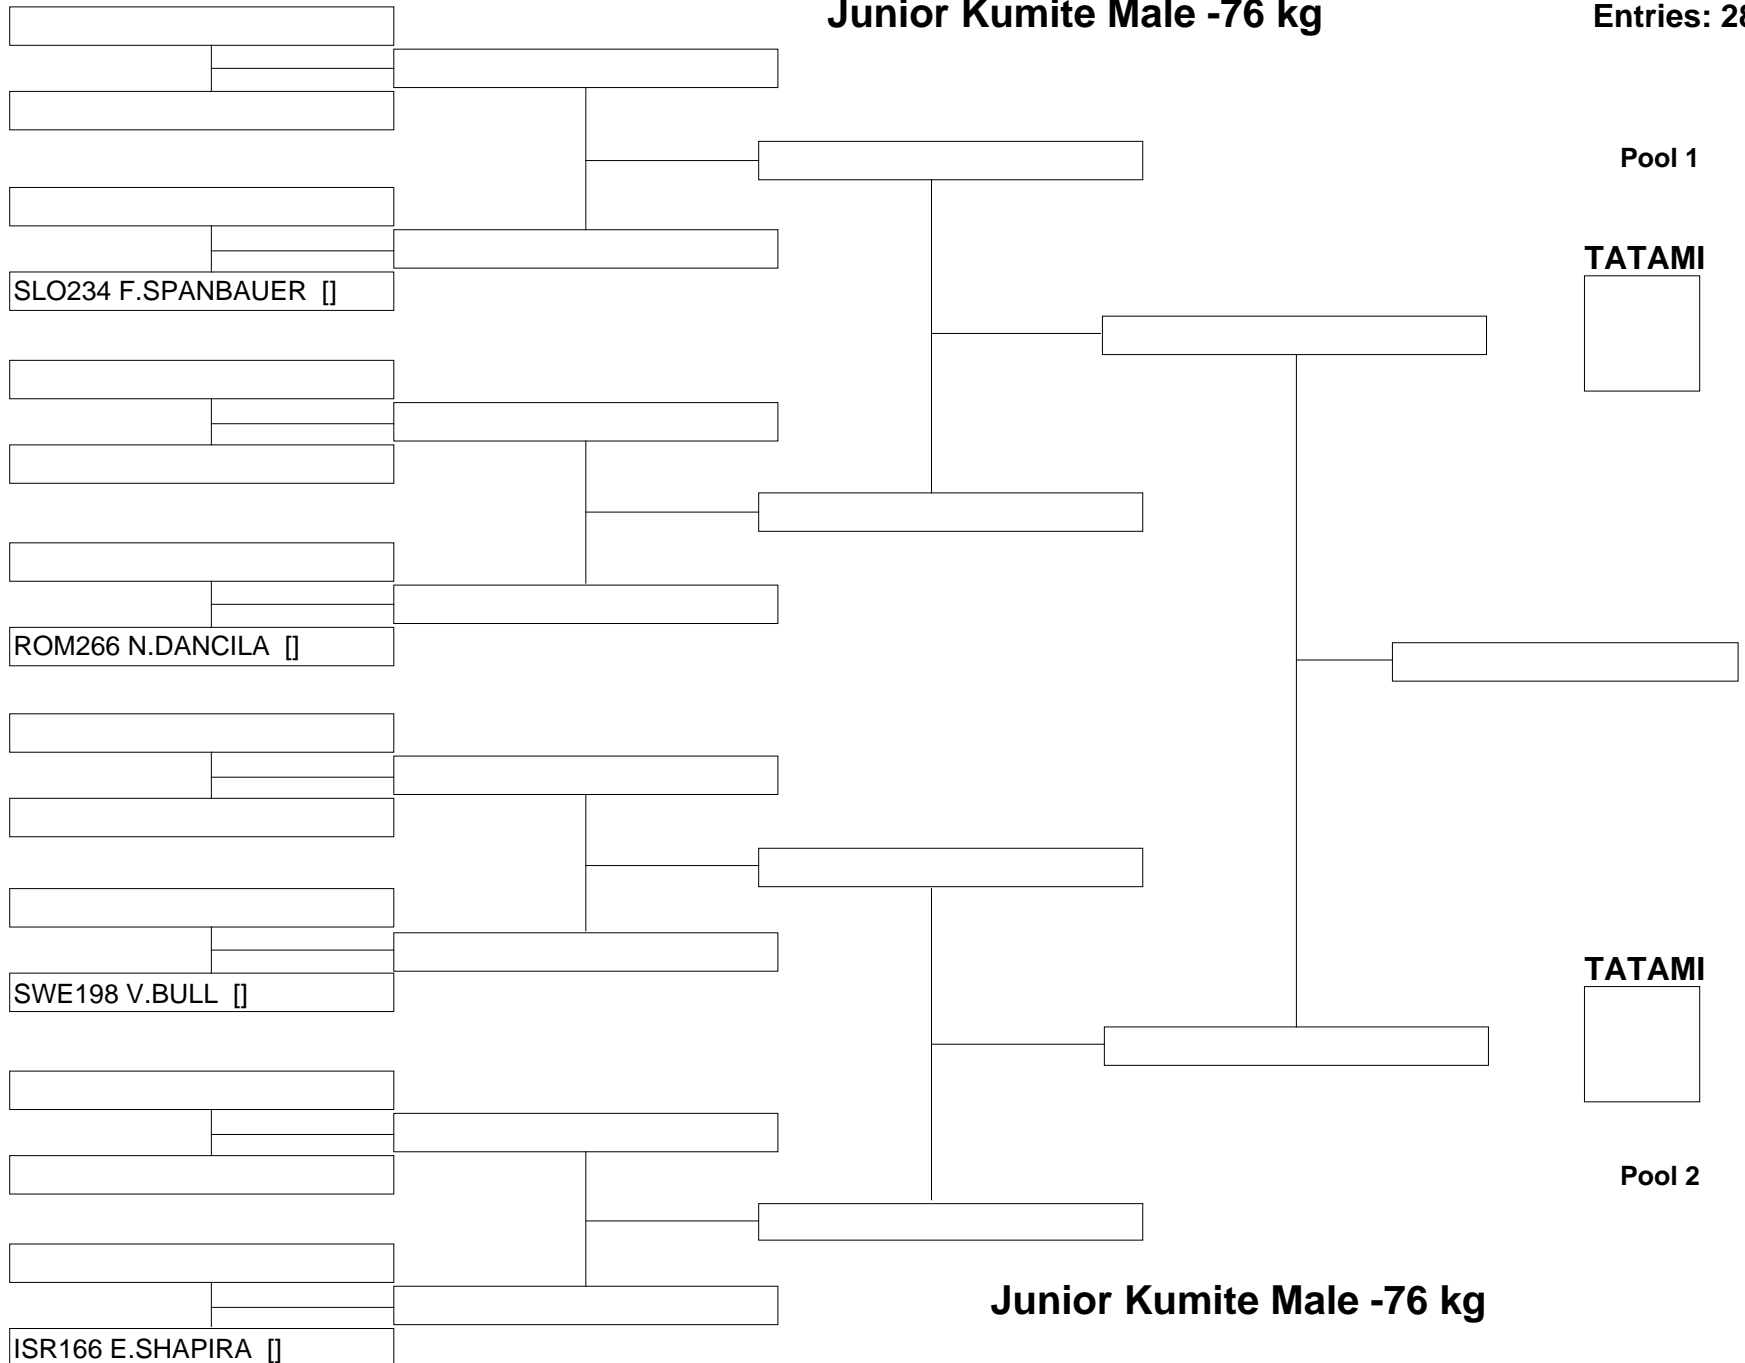 Junior Kumite Male -76 kg
Entries: 28
Pool 1
TATAMI
SLO234 F.SPANBAUER []
ROM266 N.DANCILA []
SWE198 V.BULL []
TATAMI
Pool 2
Junior Kumite Male -76 kg
ISR166 E.SHAPIRA []